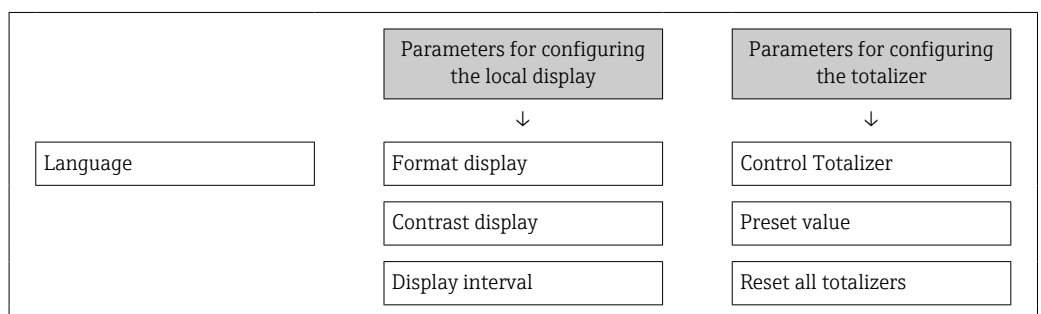 Parameters for configuring
the local display
Parameters for configuring
the totalizer
↓
↓
Language
Format display
Control Totalizer
Contrast display
Preset value
Display interval
Reset all totalizers